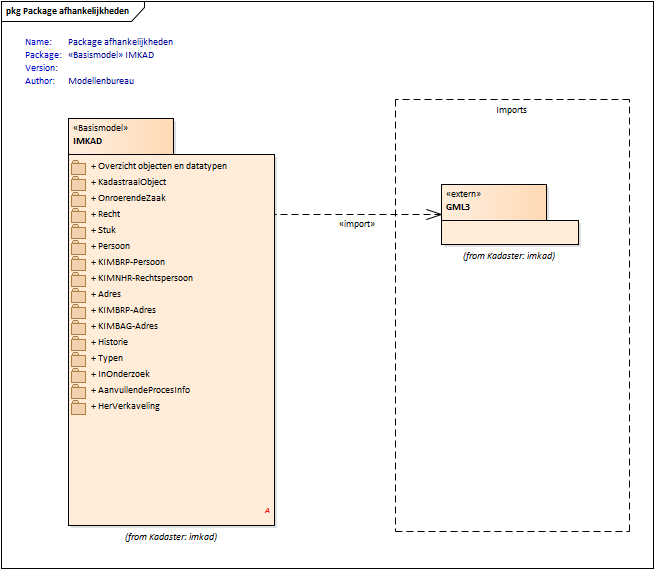 pkg Package afhankelijkheden
Name: Package afhankelijkheden
Package: «Basismodel» IMKAD
Version:
Author: Modellenbureau
«Basismodel»
IMKAD
+ Overzicht objecten en datatypen
+ KadastraalObject
+ OnroerendeZaak
+ Recht
+ Stuk
+ Persoon
+ KIMBRP-Persoon
+ KIMNHR-Rechtspersoon
+ Adres
+ KIMBRP-Adres
+ KIMBAG-Adres
+ Historie
+ Typen
+ InOnderzoek
+ AanvullendeProcesInfo
+ HerVerkaveling
A
(from Kadaster: imkad)
«import»
Imports
«extern»
GML3
(from Kadaster: imkad)